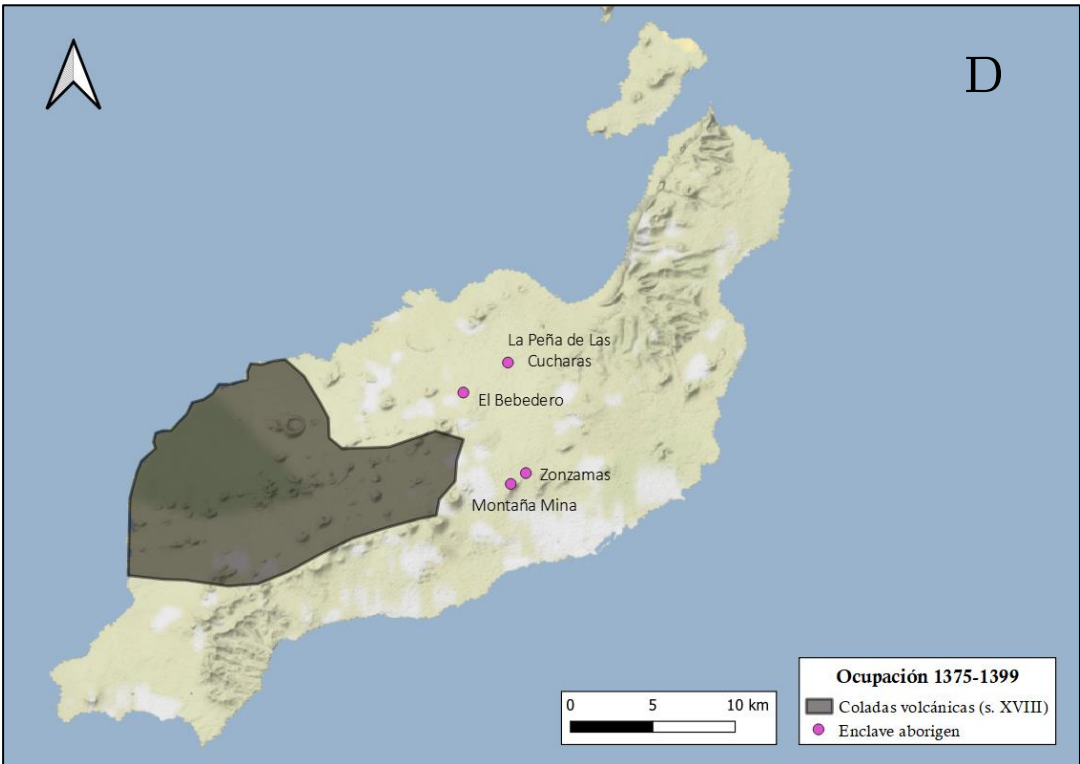 D
La Peña de Las
Cucharas
El Bebedero
Zonzamas
Montaña Mina
0 5 10 km
Ocupación 1375-1399
Coladas volcánicas (s. XVIII)
Enclave aborigen